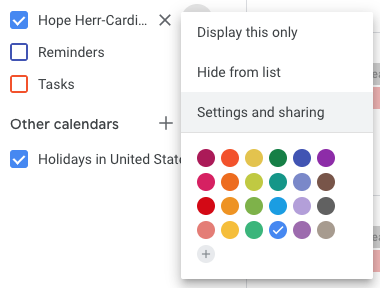 Hope Herr-Cardi...
Display this only
Reminders
Hide from list
Tasks
Settings and sharing
Other calendars
Holidays in United State